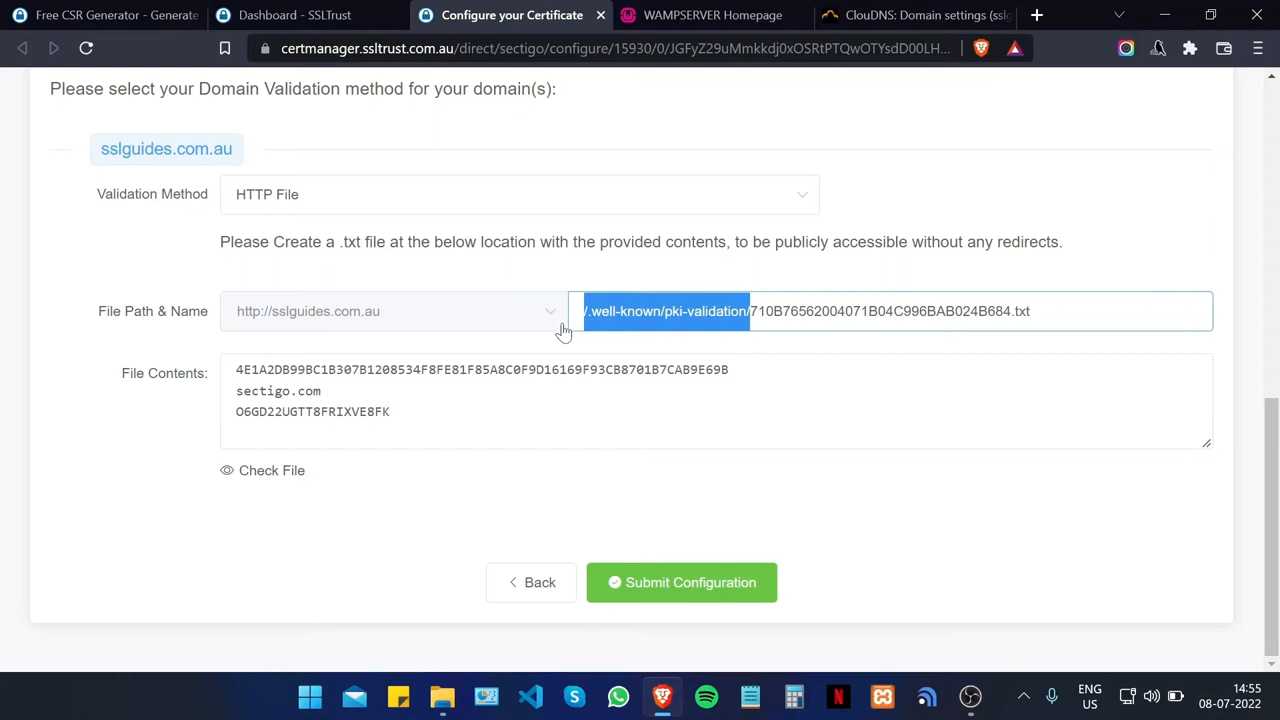 Free CSR Generator - Generate
Dashboard - SSLTrust
Configure your Certificate
WAMPSERVER Homepage
ClouDNS: Domain settings (sslg
certmanager.ssltrust.com.au/direct/sectigo/configure/15930/0/JGFyZ29uMmkkdj0xOSRtPTQwOTYsdD00LH...
Please select your Domain Validation method for your domain(s):
sslguides.com.au
Validation Method
HTTP File
Please Create a .txt file at the below location with the provided contents, to be publicly accessible without any redirects.
File Path & Name
http://sslguides.com.au
/.well-known/pki-validation/710B76562004071B04C996BAB024B684.txt
File Contents:
4E1A2DB99BC1B307B1208534F8FE81F85A8C0F9D16169F93CB8701B7CAB9E69B
sectigo.com
O6GD22UGTT8FRIXVE8FK
Check File
Back
Submit Configuration
ENG
US
14:55
08-07-2022